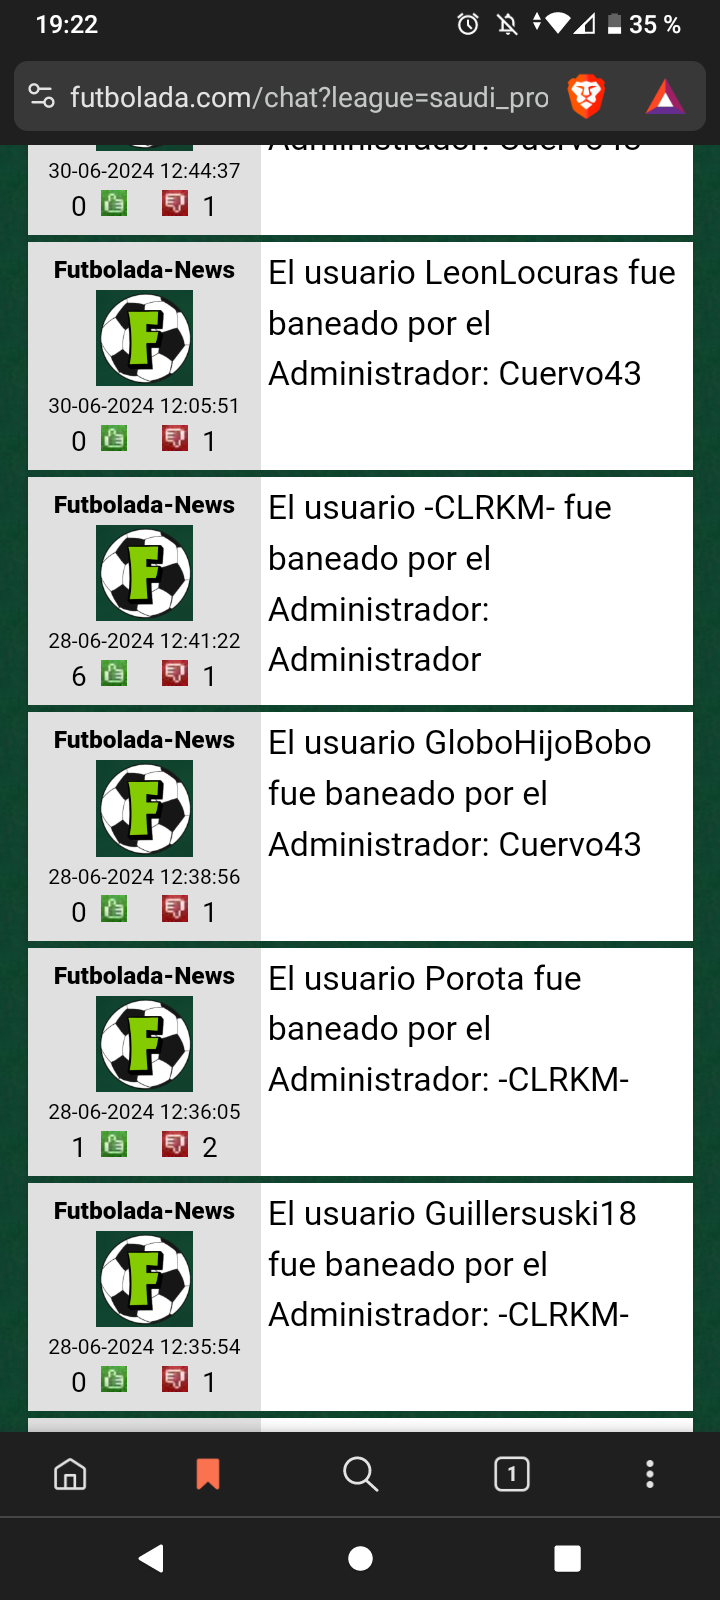 19:22
35 %
futbolada.com/chat?league=saudi_pro
Administrador: Cuervo43
30-06-2024 12:44:37
0 1
Futbolada-News
F
30-06-2024 12:05:51
0 1
El usuario LeonLocuras fue
baneado por el
Administrador: Cuervo43
Futbolada-News
F
28-06-2024 12:41:22
6 1
El usuario -CLRKM- fue
baneado por el
Administrador:
Administrador
Futbolada-News
F
28-06-2024 12:38:56
0 1
El usuario GloboHijoBobo
fue baneado por el
Administrador: Cuervo43
Futbolada-News
F
28-06-2024 12:36:05
1 2
El usuario Porota fue
baneado por el
Administrador: -CLRKM-
Futbolada-News
F
28-06-2024 12:35:54
0 1
El usuario Guillersuski18
fue baneado por el
Administrador: -CLRKM-
1